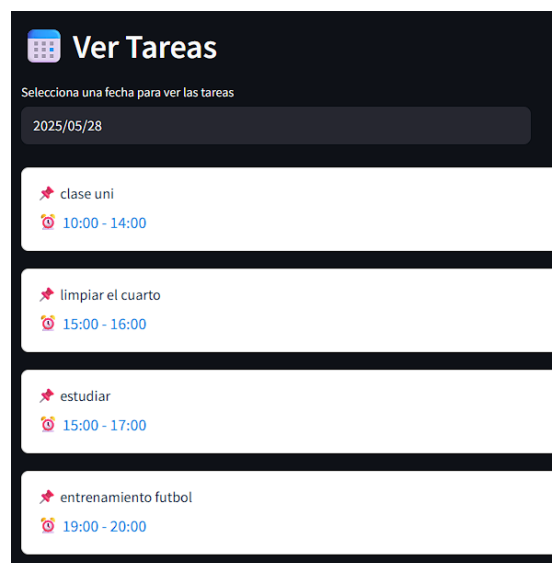 Ver Tareas
Selecciona una fecha para ver las tareas
2025/05/28
clase uni
10:00 - 14:00
limpiar el cuarto
15:00 - 16:00
estudiar
15:00 - 17:00
entrenamiento futbol
19:00 - 20:00